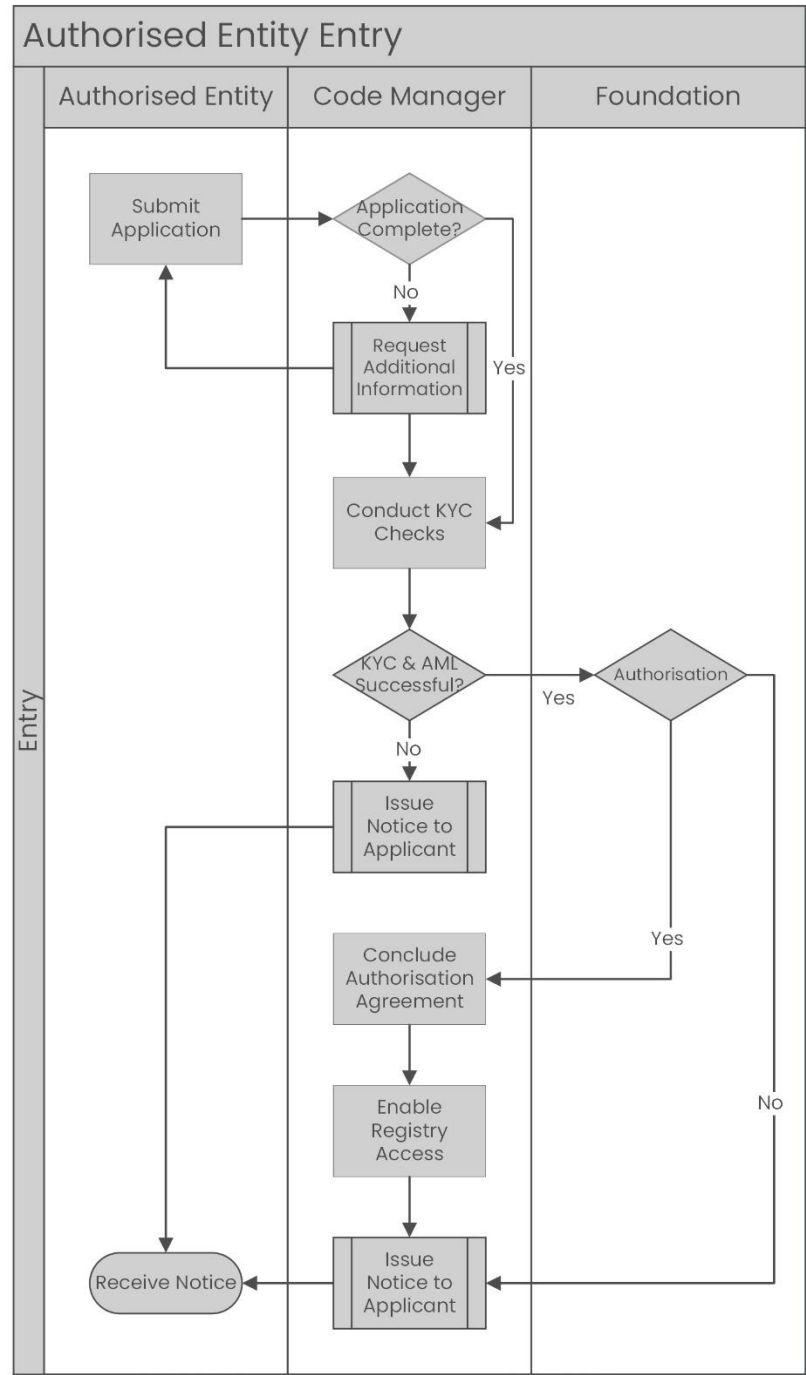 Authorised Entity Entry
Authorised Entity
Code Manager
Foundation
Entry
Submit
Application
Application
Complete?
No
Yes
Request
Additional
Information
Conduct KYC
Checks
KYC & AML
Successful?
Yes
Authorisation
No
Issue
Notice to
Applicant
Yes
Conclude
Authorisation
Agreement
Enable
Registry
Access
No
Receive Notice
Issue
Notice to
Applicant